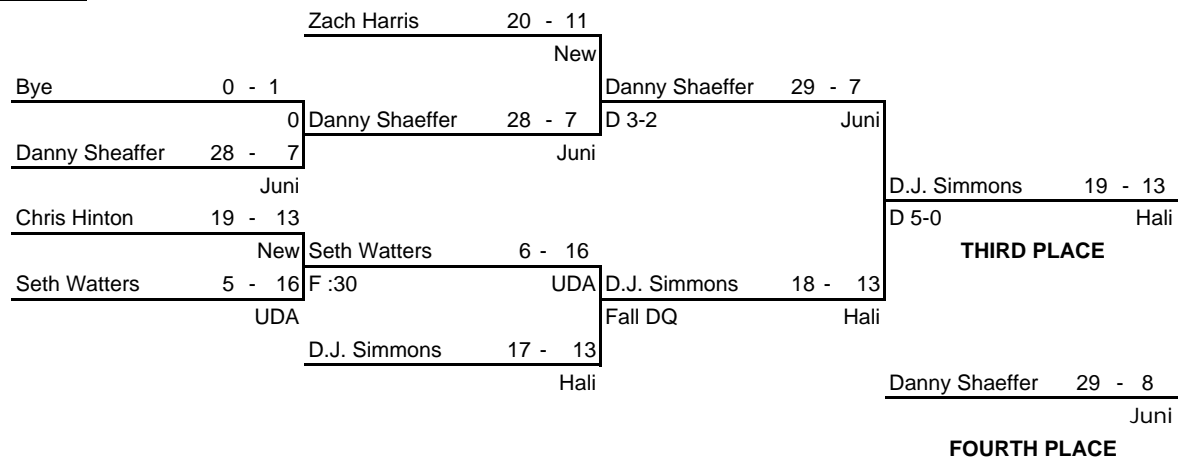 Zach Harris 20 - 11
New
Bye 0 - 1 Danny Shaeffer 29 - 7
0 Danny Shaeffer 28 - 7 D 3-2 Juni
Danny Sheaffer 28 - 7 Juni
Juni D.J. Simmons 19 - 13
Chris Hinton 19 - 13 D 5-0 Hali
New Seth Watters 6 - 16 THIRD PLACE
Seth Watters 5 - 16 F :30 UDA D.J. Simmons 18 - 13
UDA Fall DQ Hali
D.J. Simmons 17 - 13
Hali Danny Shaeffer 29 - 8
Juni
FOURTH PLACE